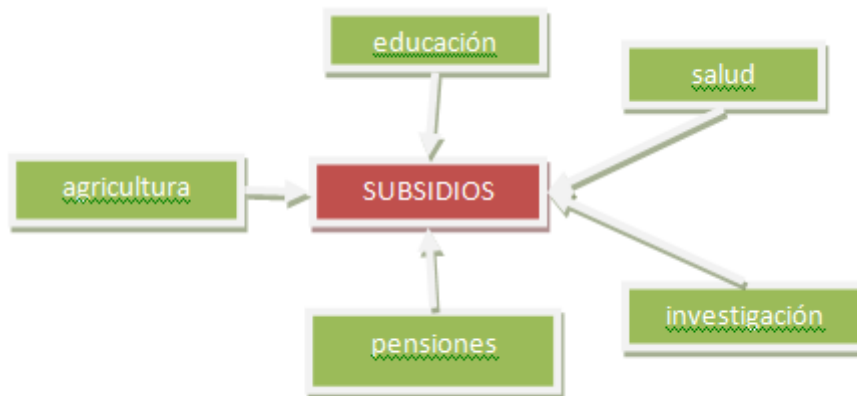 educación
salud
agricultura
SUBSIDIOS
investigación
pensiones